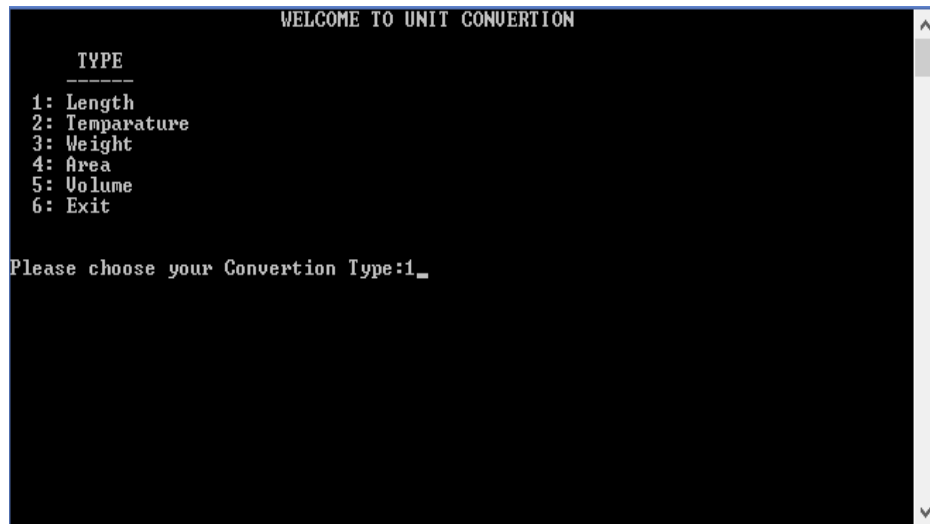 WELCOME TO UNIT CONVERTION
TYPE
------
1: Length
2: Temparature
3: Weight
4: Area
5: Volume
6: Exit
Please choose your Convertion Type:1_